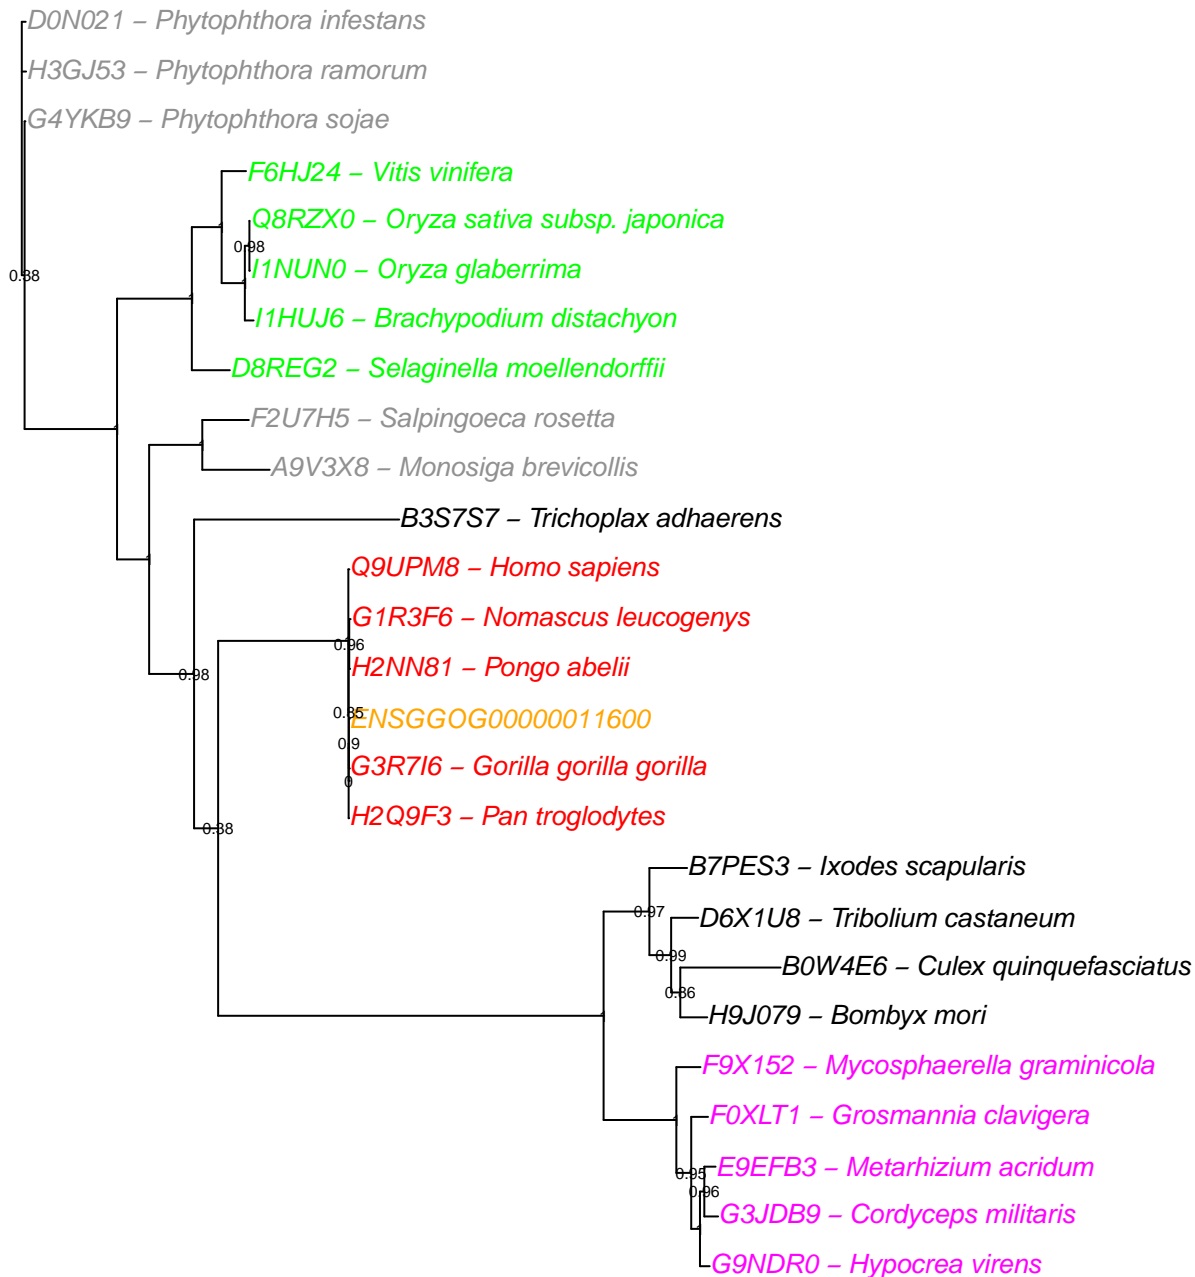 D0N021 – Phytophthora infestans
H3GJ53 – Phytophthora ramorum
G4YKB9 – Phytophthora sojae
F6HJ24 – Vitis vinifera
Q8RZX0 – Oryza sativa subsp. japonica
0.98
I1NUN0 – Oryza glaberrima
0.88
I1HUJ6 – Brachypodium distachyon
D8REG2 – Selaginella moellendorffii
F2U7H5 – Salpingoeca rosetta
A9V3X8 – Monosiga brevicollis
B3S7S7 – Trichoplax adhaerens
Q9UPM8 – Homo sapiens
G1R3F6 – Nomascus leucogenys
0.96
H2NN81 – Pongo abelii
0.98
0.85
ENSGGOG00000011600
0.9
G3R7I6 – Gorilla gorilla gorilla
0
H2Q9F3 – Pan troglodytes
0.88
B7PES3 – Ixodes scapularis
0.97
D6X1U8 – Tribolium castaneum
0.99
B0W4E6 – Culex quinquefasciatus
0.86
H9J079 – Bombyx mori
F9X152 – Mycosphaerella graminicola
F0XLT1 – Grosmannia clavigera
E9EFB3 – Metarhizium acridum
0.95
0.96
G3JDB9 – Cordyceps militaris
G9NDR0 – Hypocrea virens